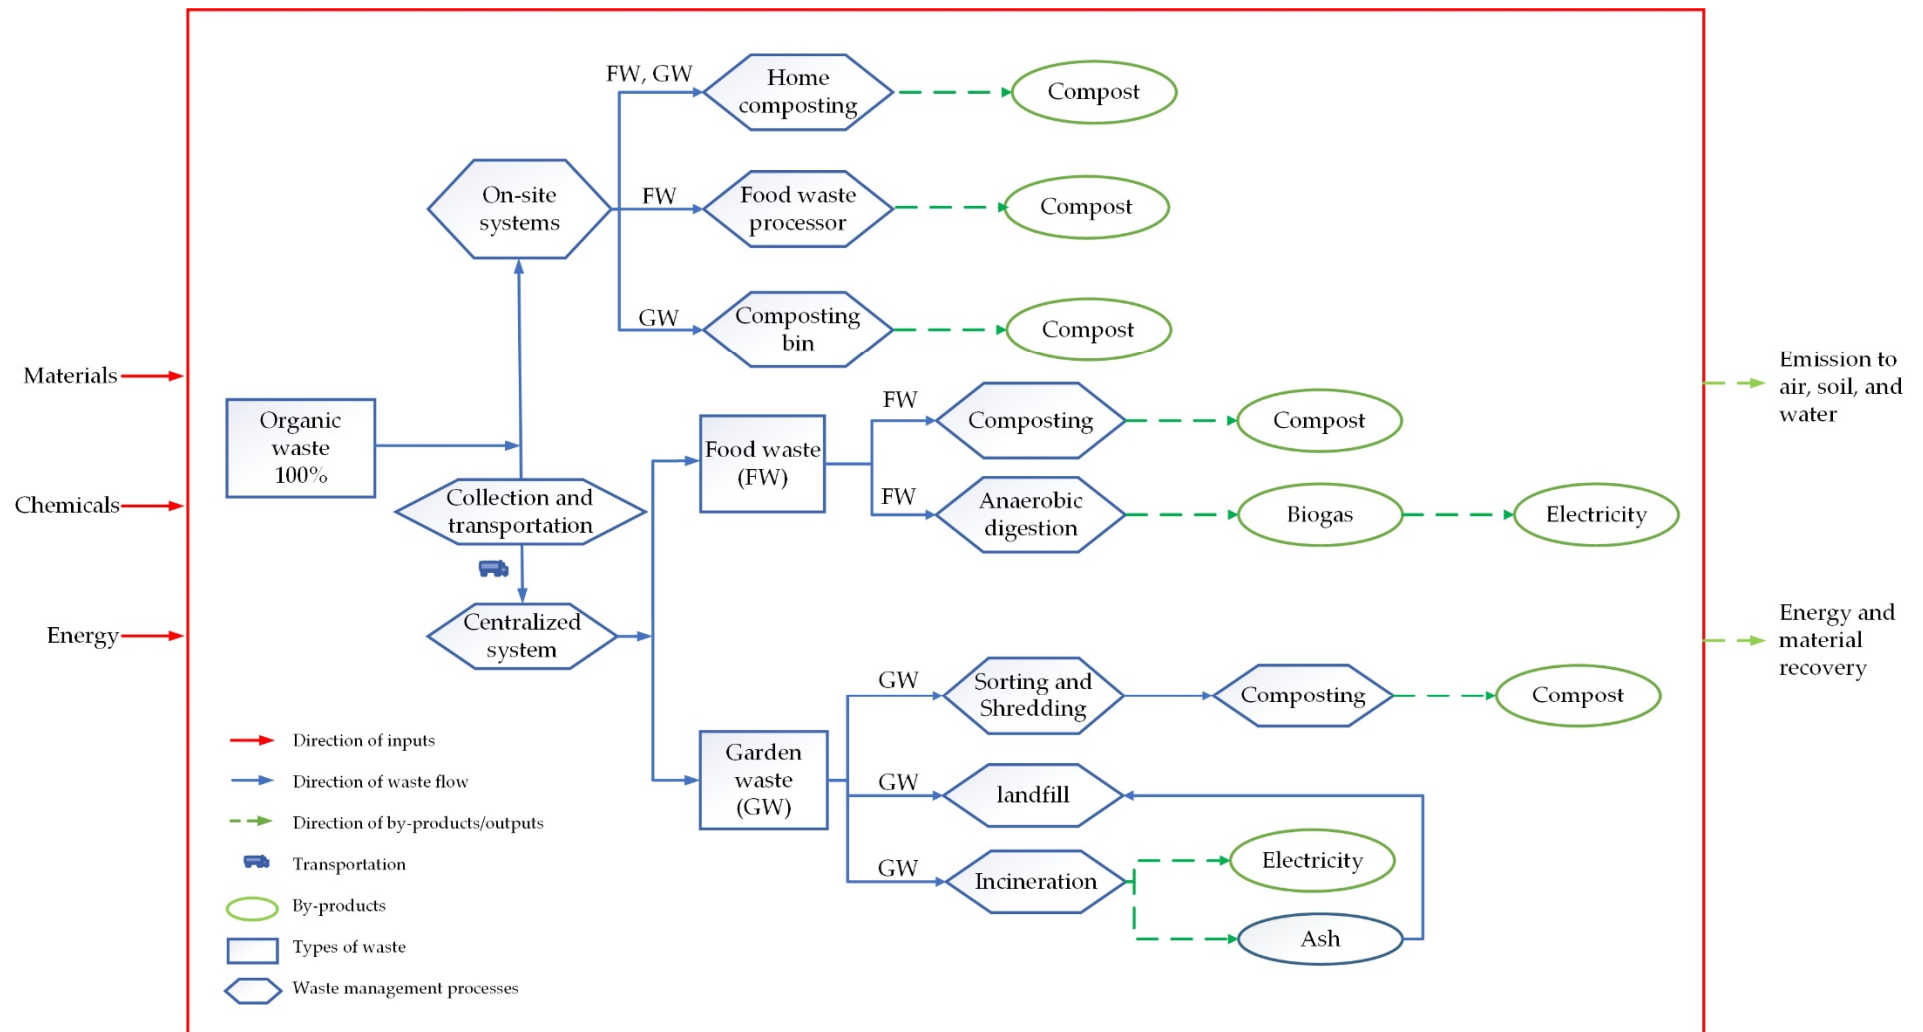 FW, GW
Home
composting
Compost
On-site
systems
FW
Food waste
processor
Compost
GW
Composting
bin
Compost
Materials
Chemicals
Energy
Organic
waste
100%
Collection and
transportation
Centralized
system
Food waste
(FW)
FW
Composting
Compost
FW
Anaerobic
digestion
Biogas
Electricity
Garden
waste
(GW)
GW
Sorting and
Shredding
Composting
Compost
GW
landfill
GW
Incineration
Electricity
Ash
Emission to
air, soil, and
water
Energy and
material
recovery
Direction of inputs
Direction of waste flow
Direction of by-products/outputs
Transportation
By-products
Types of waste
Waste management processes